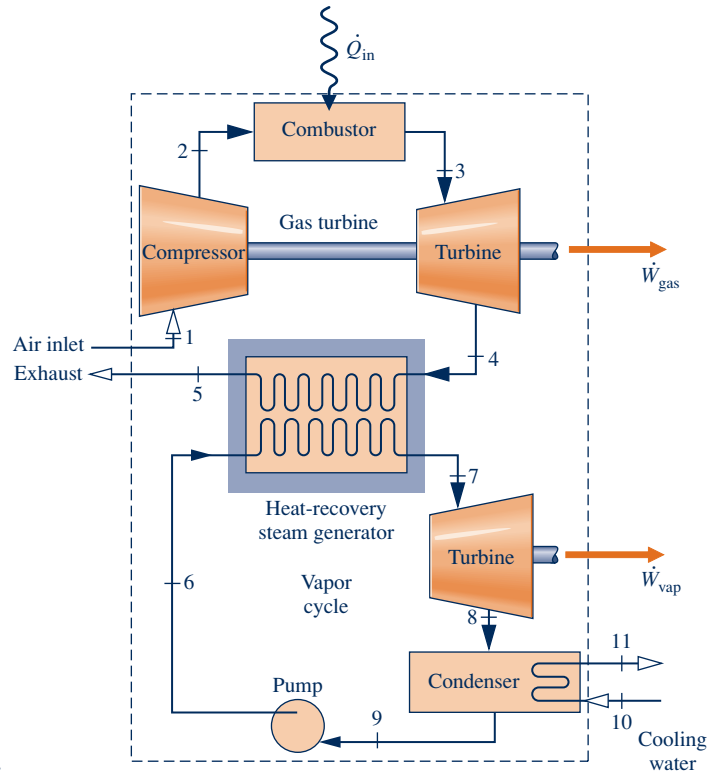 Q̇in
Combustor
2
3
Gas turbine
Compressor
Turbine
Ẇgas
1
Air inlet
4
Exhaust
5
7
Heat-recovery
steam generator
Turbine
Ẇvap
6
Vapor
cycle
8
11
Condenser
Pump
9
10
Cooling
water